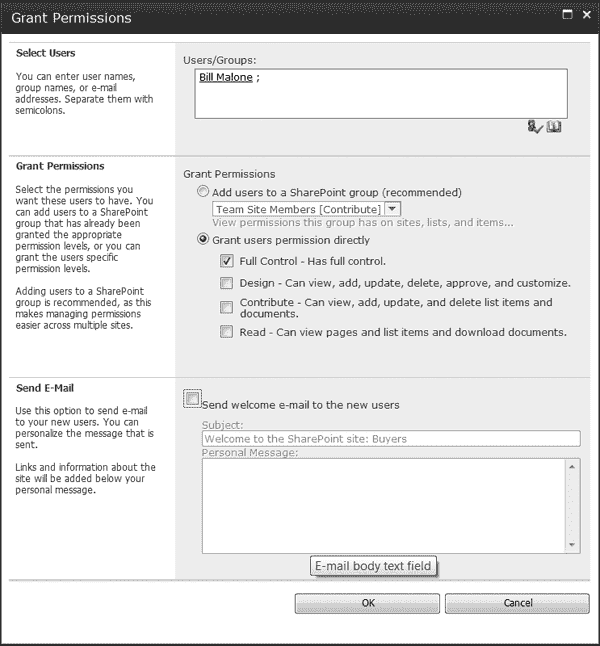 Grant Permissions
Select Users
You can enter user names,
group names, or e-mail
addresses. Separate them with
semicolons.
Users/Groups:
Bill Malone ;
Grant Permissions
Select the permissions you
want these users to have. You
can add users to a SharePoint
group that has already been
granted the appropriate
permission levels, or you can
grant the users specific
permission levels.
Adding users to a SharePoint
group is recommended, as this
makes managing permissions
easier across multiple sites.
Grant Permissions
Add users to a SharePoint group (recommended)
Team Site Members [Contribute]
View permissions this group has on sites, lists, and items...
Grant users permission directly
Full Control - Has full control.
Design - Can view, add, update, delete, approve, and customize.
Contribute - Can view, add, update, and delete list items and
documents.
Read - Can view pages and list items and download documents.
Send E-Mail
Use this option to send e-mail
to your new users. You can
personalize the message that is
sent.
Links and information about the
site will be added below your
personal message.
Send welcome e-mail to the new users
Subject:
Welcome to the SharePoint site: Buyers
Personal Message:
E-mail body text field
OK
Cancel